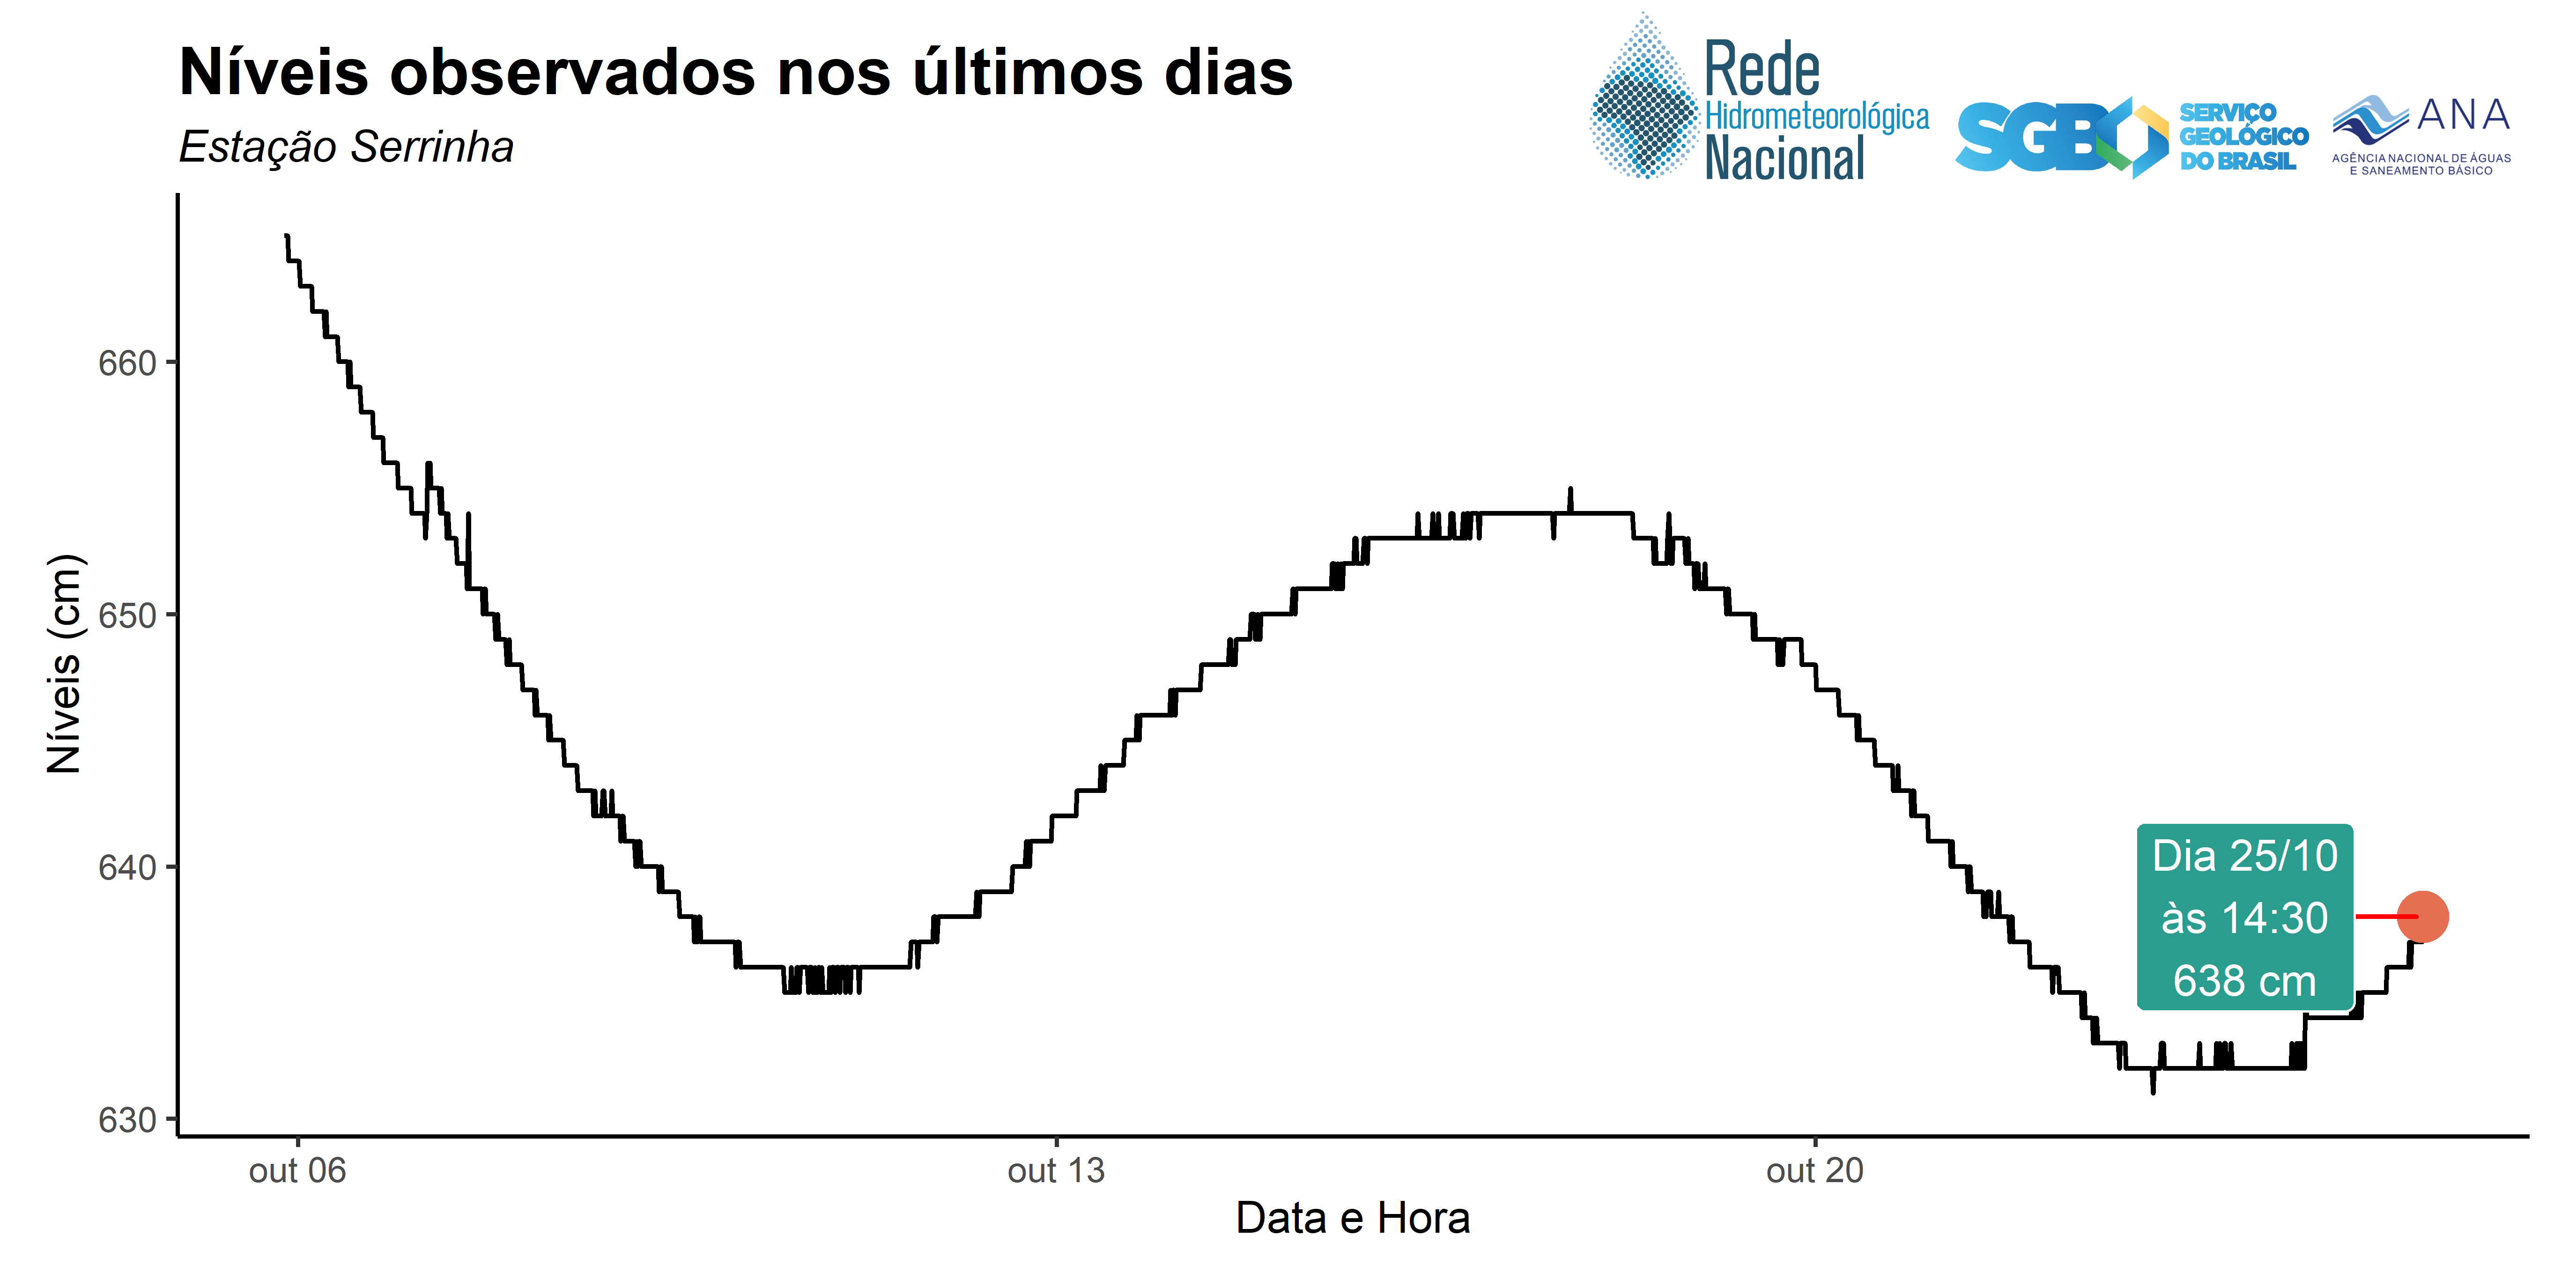 Níveis observados nos últimos dias
Estação Serrinha
Rede
Hidrometeorológica
Nacional
SGB
SERVIÇO
GEOLÓGICO
DO BRASIL
ANA
AGÊNCIA NACIONAL DE ÁGUAS
E SANEAMENTO BÁSICO
Níveis (cm)
660
650
640
630
Dia 25/10
às 14:30
638 cm
out 06
out 13
out 20
Data e Hora